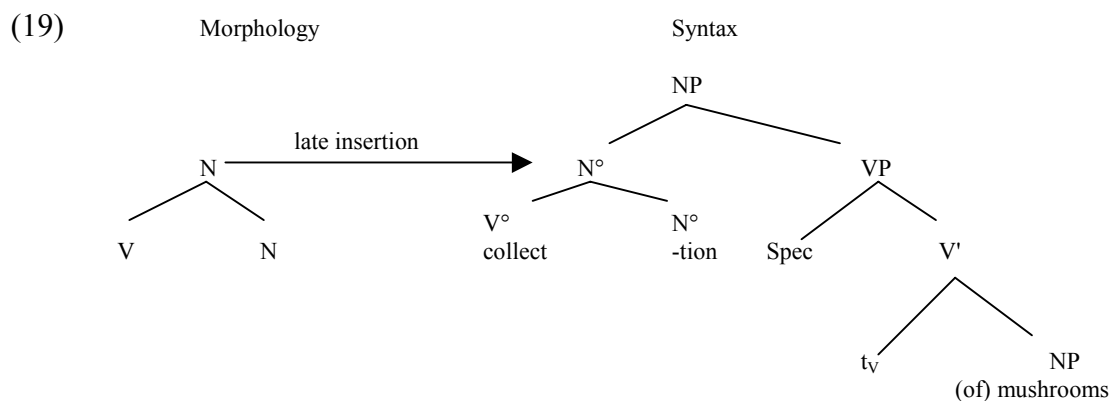 (19) Morphology Syntax
NP
late insertion
N N° VP
V N V° N° Spec V'
collect -tion
tV NP
(of) mushrooms